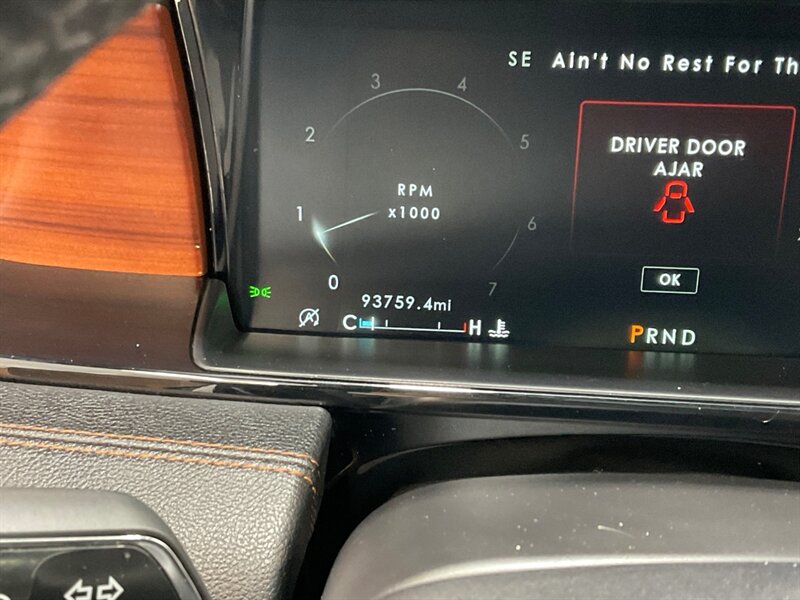 SE Ain't No Rest For Th
3 4
2 5
DRIVER DOOR
AJAR
RPM
x1000
1 6
0 7
OK
93759.4mi
C H
PRND